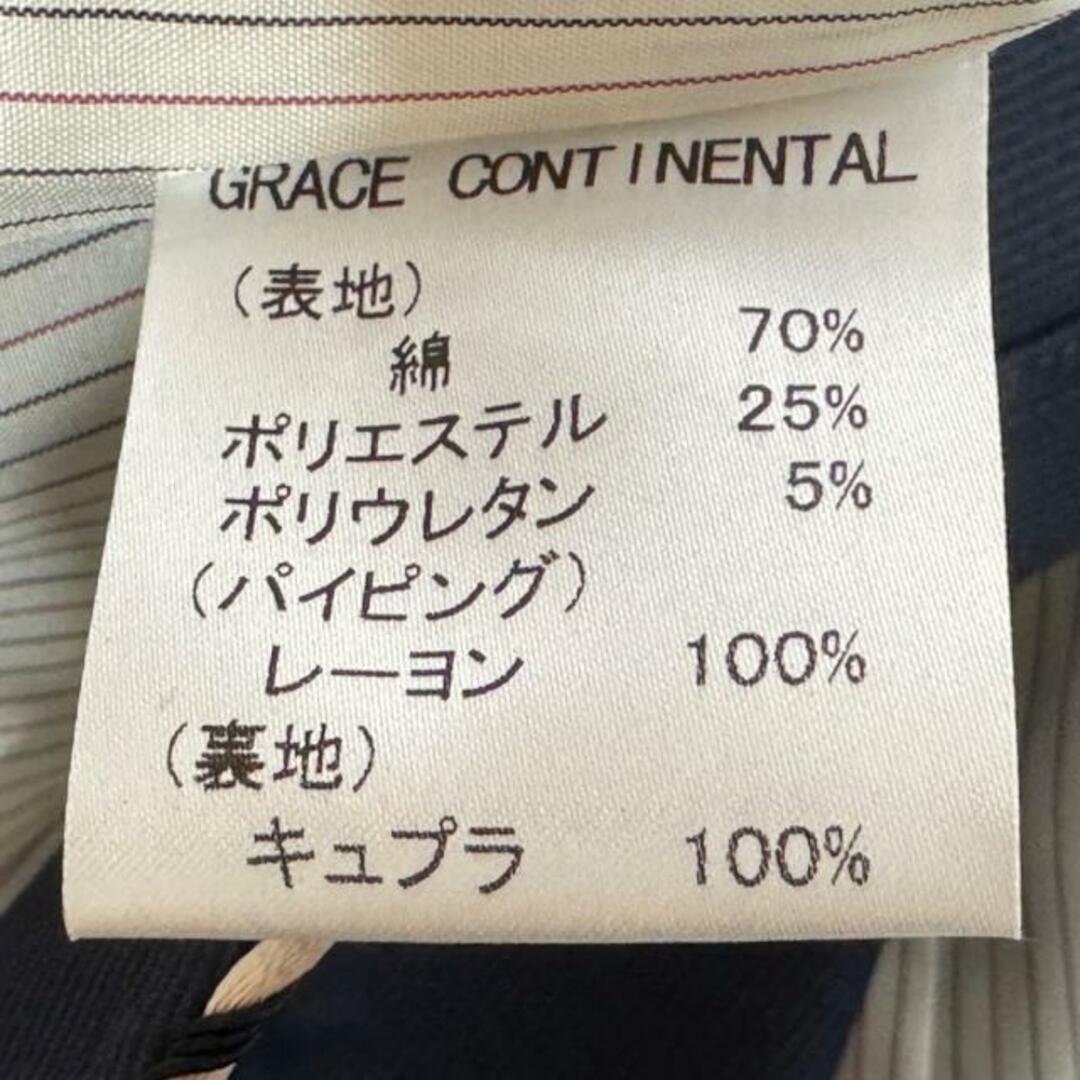 GRACE CONTINENTAL
(表地)
綿 70%
ポリエステル 25%
ポリウレタン 5%
(パイピング)
レーヨン 100%
(裏地)
キュプラ 100%